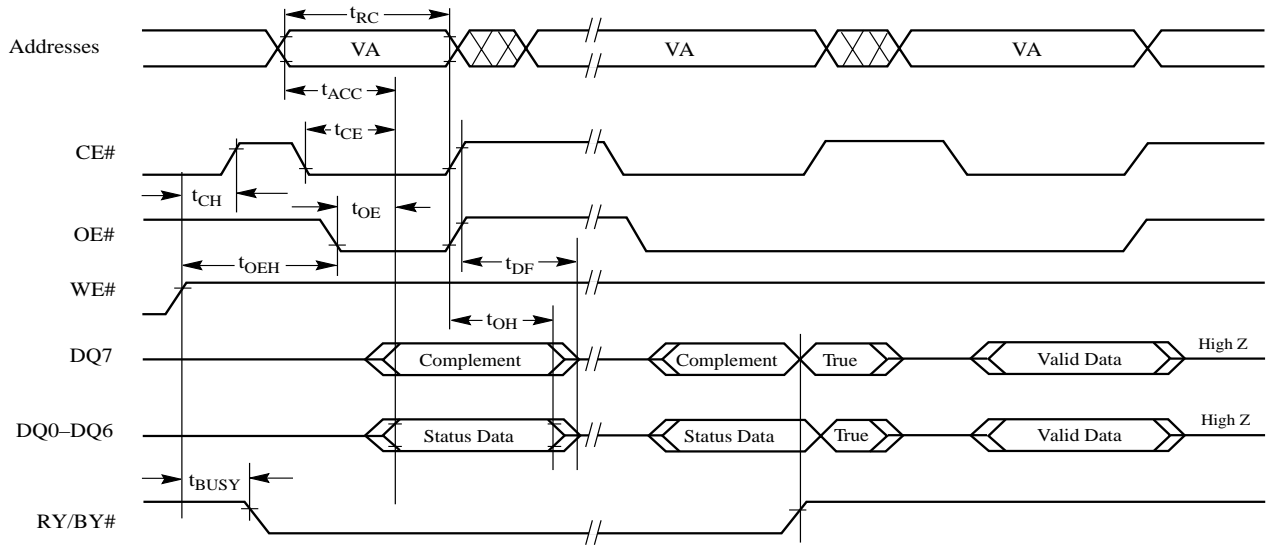 tRC
Addresses VA VA VA
tACC
tCE
CE#
tCH
tOE
OE#
tOEH tDF
WE#
tOH
DQ7 Complement Complement True Valid Data High Z
DQ0–DQ6 Status Data Status Data True Valid Data High Z
tBUSY
RY/BY#